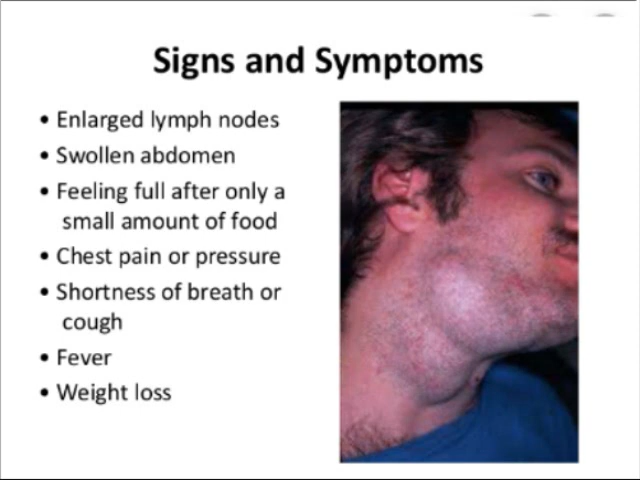 Signs and Symptoms
• Enlarged lymph nodes
• Swollen abdomen
• Feeling full after only a
small amount of food
• Chest pain or pressure
• Shortness of breath or
cough
• Fever
• Weight loss